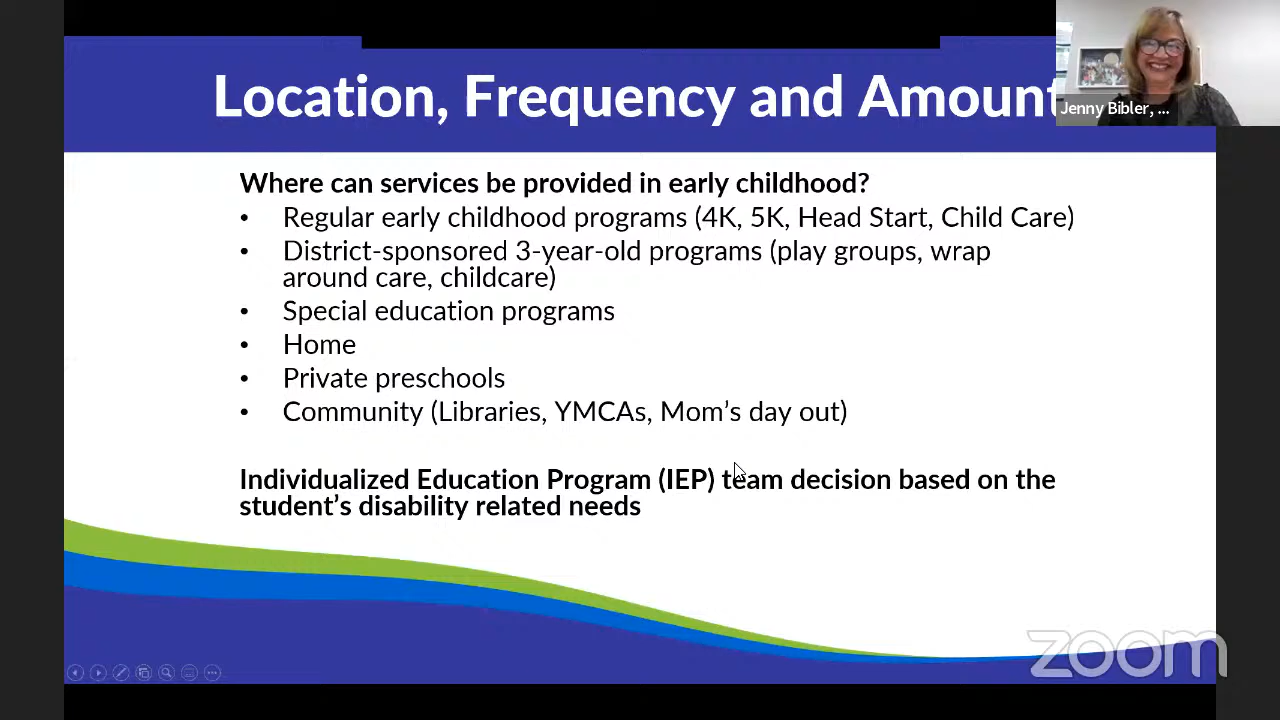 Location, Frequency and Amount
Jenny Bibler, ...
Where can services be provided in early childhood?
• Regular early childhood programs (4K, 5K, Head Start, Child Care)
• District-sponsored 3-year-old programs (play groups, wrap
around care, childcare)
• Special education programs
• Home
• Private preschools
• Community (Libraries, YMCAs, Mom’s day out)
Individualized Education Program (IEP) team decision based on the
student’s disability related needs
zoom